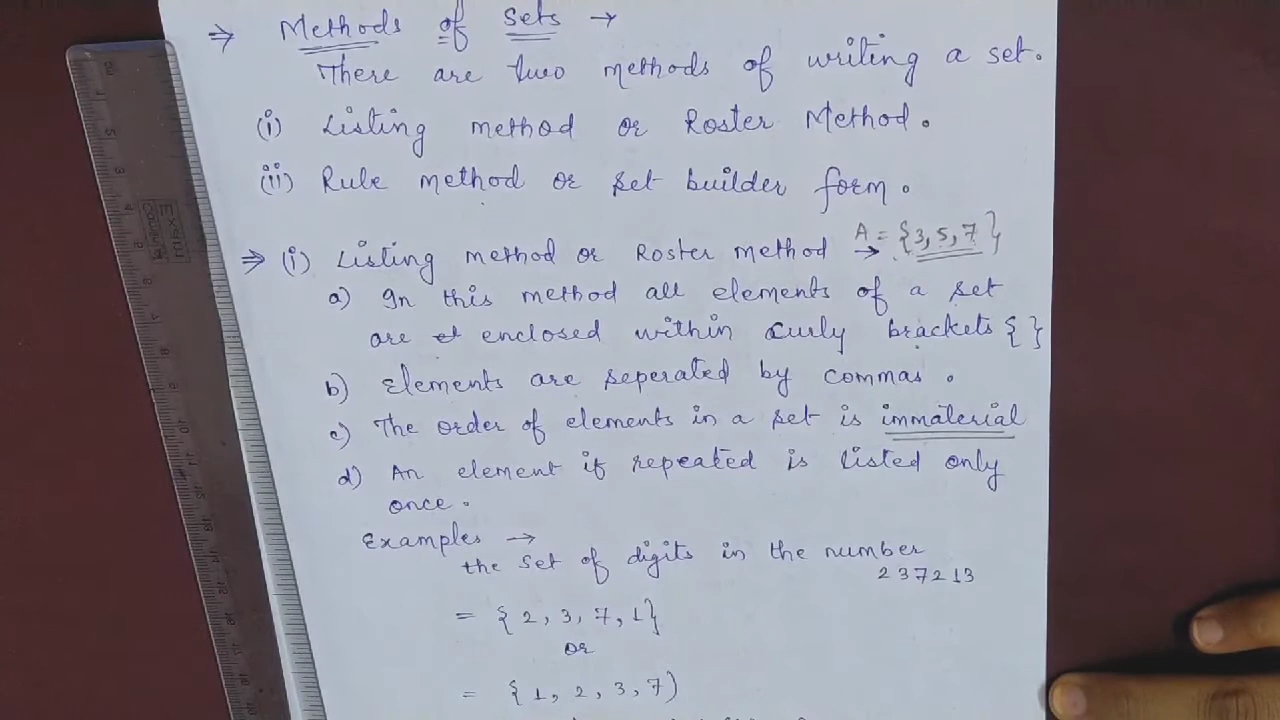 ⇒ Methods of Sets →
There are two methods of writing a set.
(i) Listing method or Roster Method.
(ii) Rule method or set builder form.
⇒ (i) Listing method or Roster method → A = {3, 5, 7}
a) In this method all elements of a set
are enclosed within curly brackets { }
b) Elements are seperated by commas.
c) The order of elements in a set is immaterial
d) An element if repeated is listed only
once.
Examples →
the set of digits in the number
237213
= {2, 3, 7, 1}
or
= {1, 2, 3, 7)